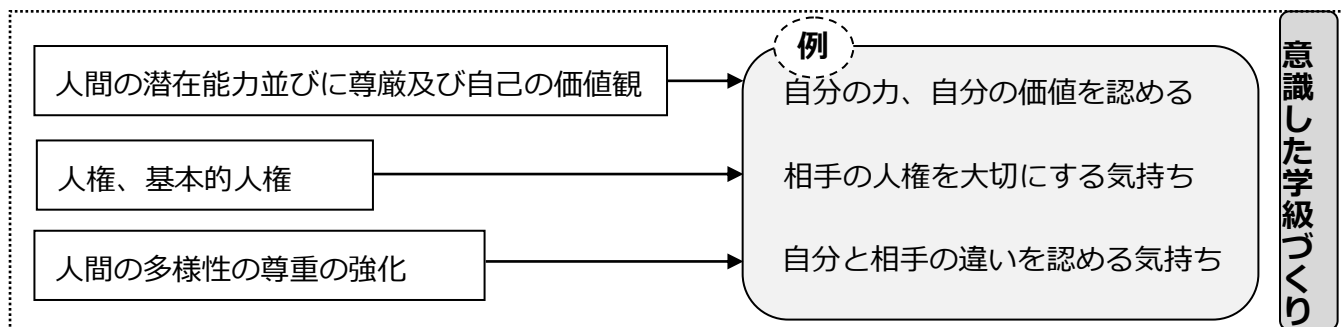 例
人間の潜在能力並びに尊厳及び自己の価値観
自分の力、自分の価値を認める
人権、基本的人権
相手の人権を大切にする気持ち
人間の多様性の尊重の強化
自分と相手の違いを認める気持ち
意識した学級づくり